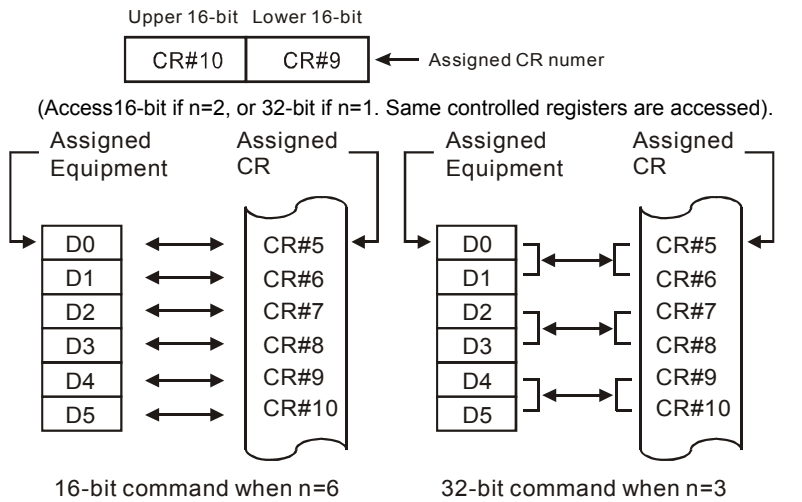 Upper 16-bit Lower 16-bit
CR#10 CR#9 Assigned CR numer
(Access16-bit if n=2, or 32-bit if n=1. Same controlled registers are accessed).
Assigned Equipment
Assigned CR
D0 CR#5
D1 CR#6
D2 CR#7
D3 CR#8
D4 CR#9
D5 CR#10
16-bit command when n=6
Assigned Equipment
Assigned CR
D0 CR#5
D1 CR#6
D2 CR#7
D3 CR#8
D4 CR#9
D5 CR#10
32-bit command when n=3